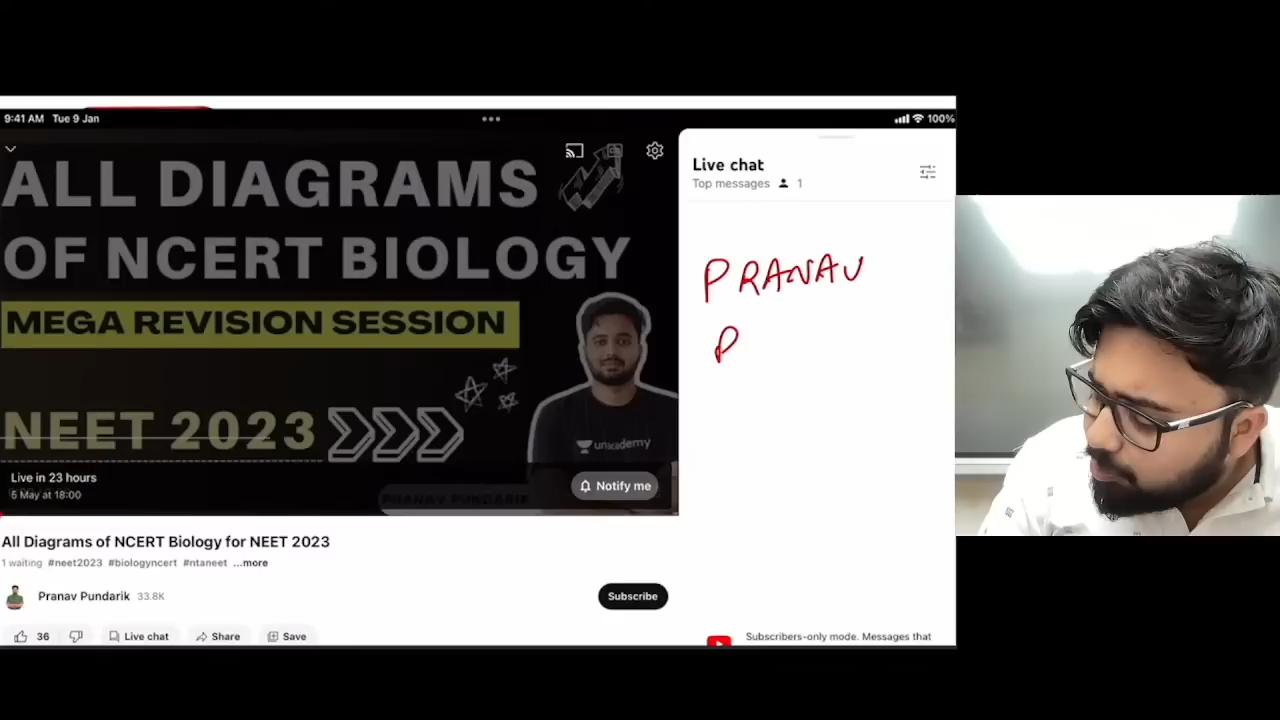 9:41 AM Tue 9 Jan
100%
ALL DIAGRAMS
OF NCERT BIOLOGY
MEGA REVISION SESSION
NEET 2023
unacademy
Live in 23 hours
5 May at 18:00
PRANAV PUNDARIK
Notify me
All Diagrams of NCERT Biology for NEET 2023
1 waiting #neet2023 #biologyncert #ntaneet ...more
Pranav Pundarik 33.8K
Subscribe
36 Live chat Share Save
Live chat
Top messages 1
PRANAV
P
Subscribers-only mode. Messages that